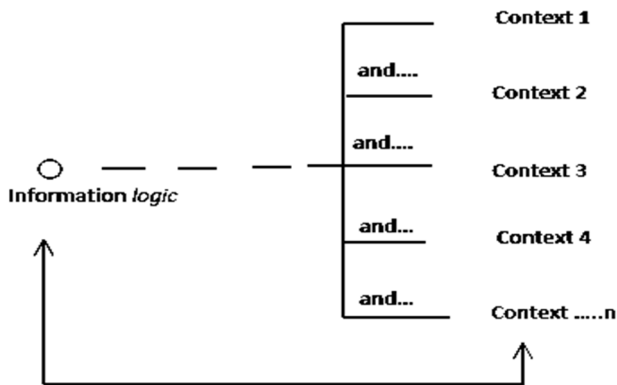 Context 1
and....
Context 2
and....
Context 3
Information logic
and...
Context 4
and...
Context .....n